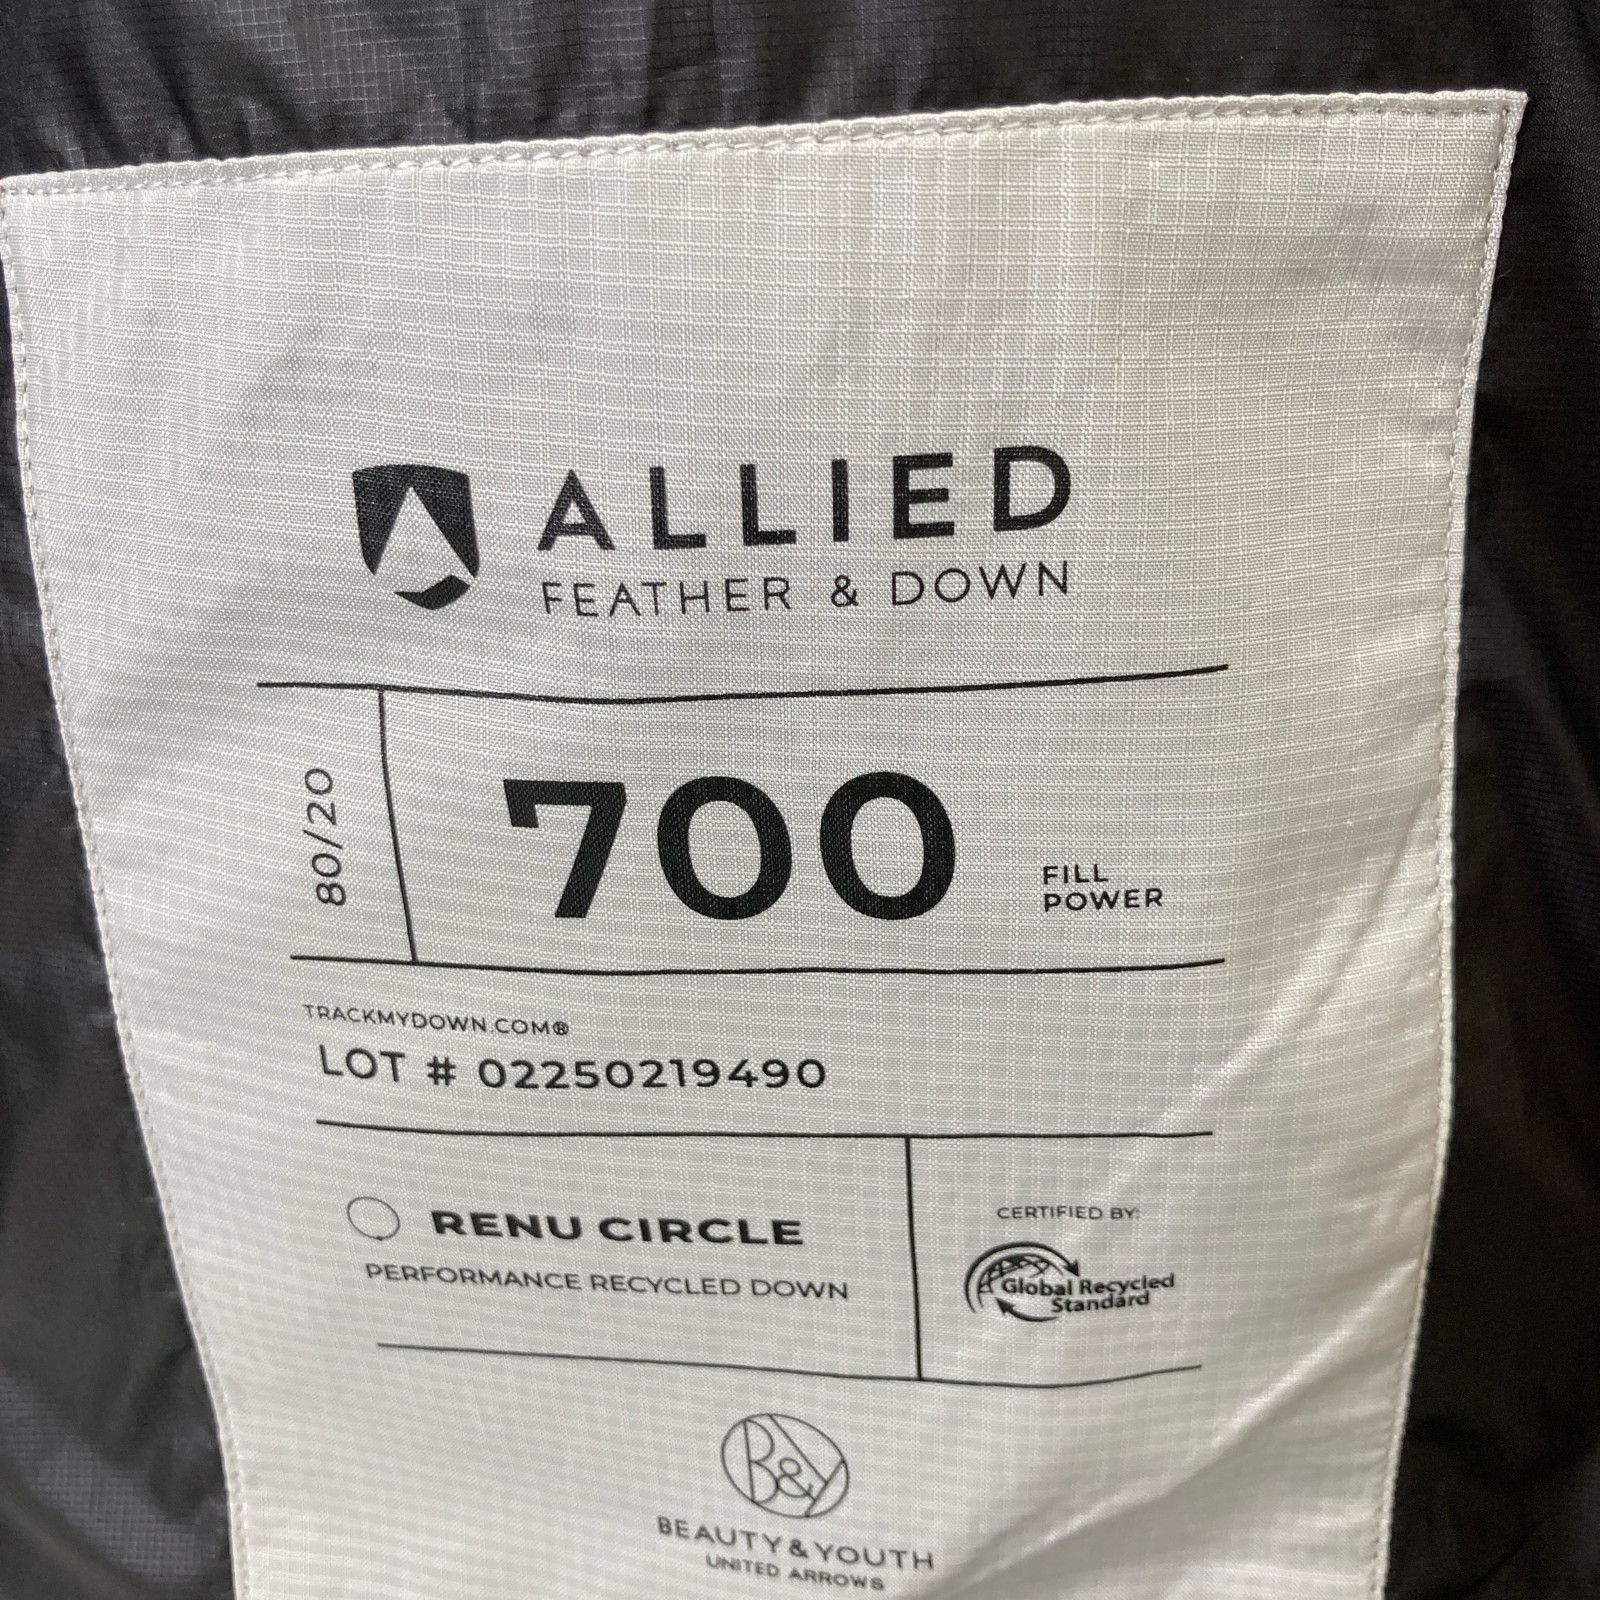 ALLIED
FEATHER & DOWN
80/20
700
FILL
POWER
TRACKMYDOWN.COM®
LOT # 02250219490
RENU CIRCLE
PERFORMANCE RECYCLED DOWN
CERTIFIED BY:
Global Recycled
Standard
B&Y
BEAUTY&YOUTH
UNITED ARROWS